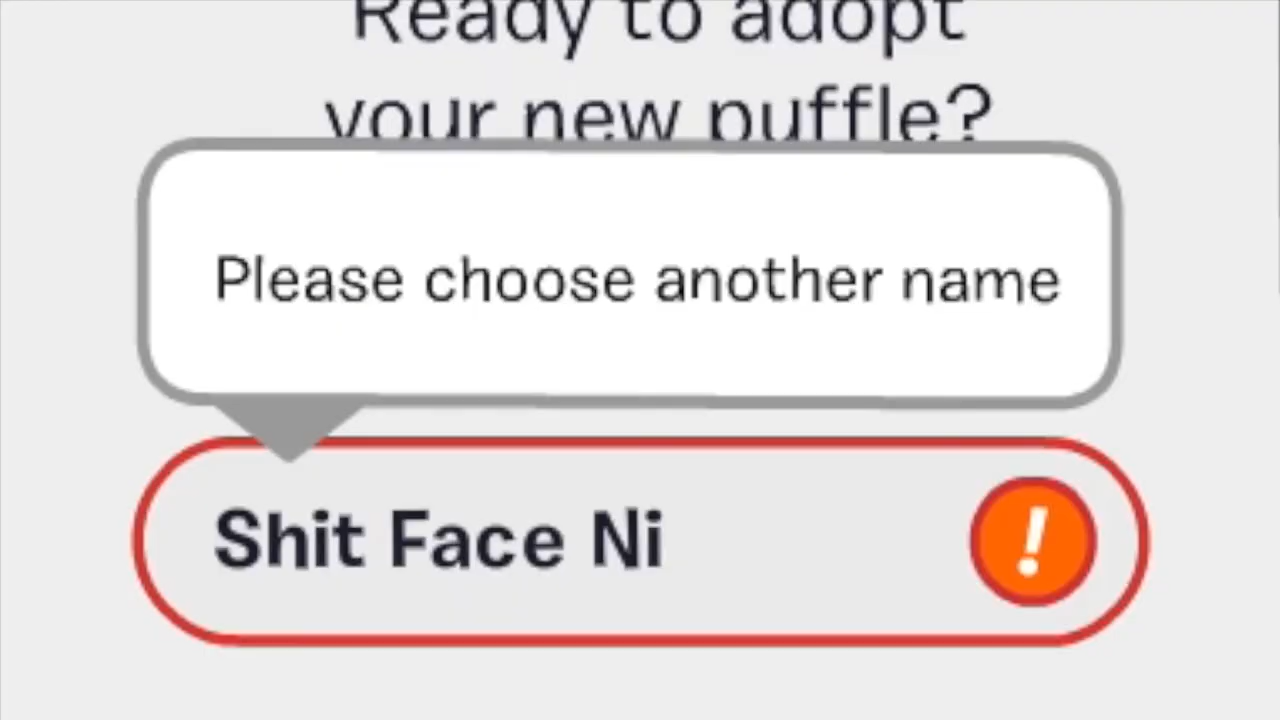 Ready to adopt
your new puffle?
Please choose another name
Shit Face Ni
!